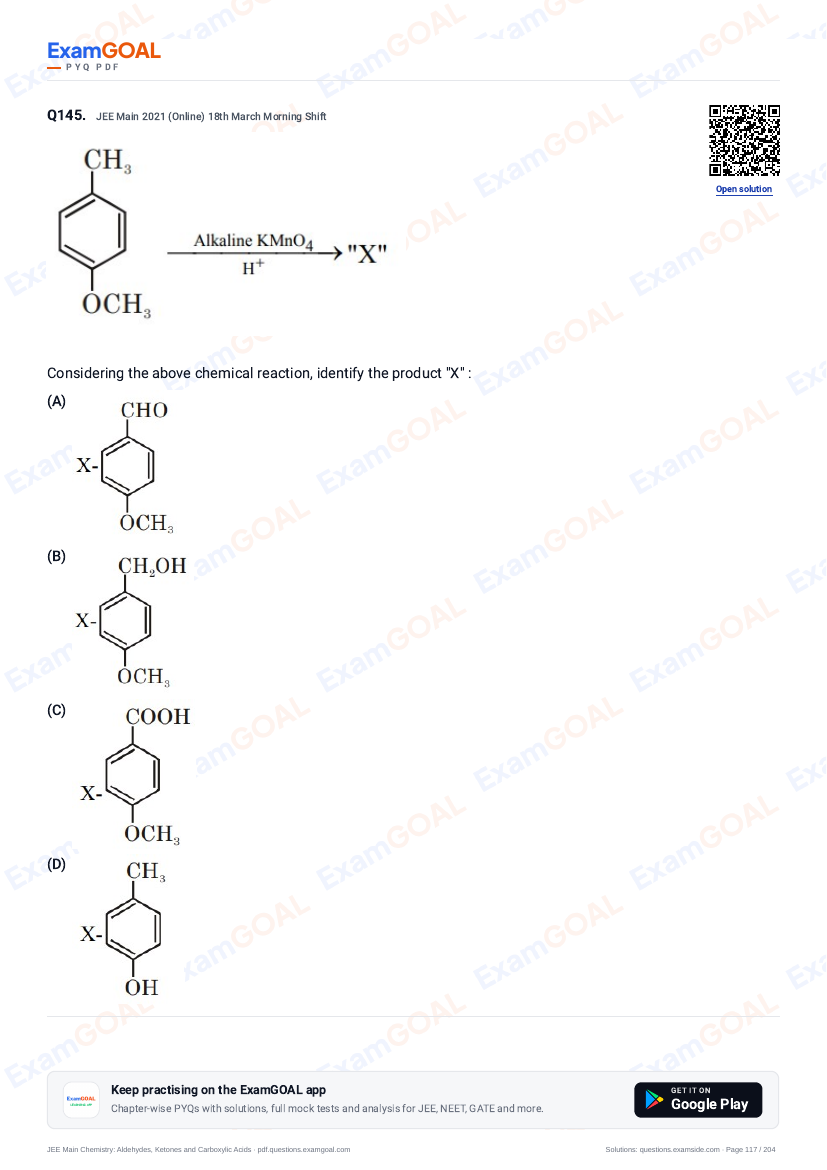 ExamGOAL
PYQ PDF
Q145. JEE Main 2021 (Online) 18th March Morning Shift
Open solution
CH₃
OCH₃
Alkaline KMnO₄
H⁺
"X"
Considering the above chemical reaction, identify the product "X" :
(A)
CHO
X-
OCH₃
(B)
CH₂OH
X-
OCH₃
(C)
COOH
X-
OCH₃
(D)
CH₃
X-
OH
ExamGOAL
Keep practising on the ExamGOAL app
Chapter-wise PYQs with solutions, full mock tests and analysis for JEE, NEET, GATE and more.
GET IT ON
Google Play
JEE Main Chemistry: Aldehydes, Ketones and Carboxylic Acids · pdf.questions.examgoal.com
Solutions: questions.examside.com · Page 117 / 204